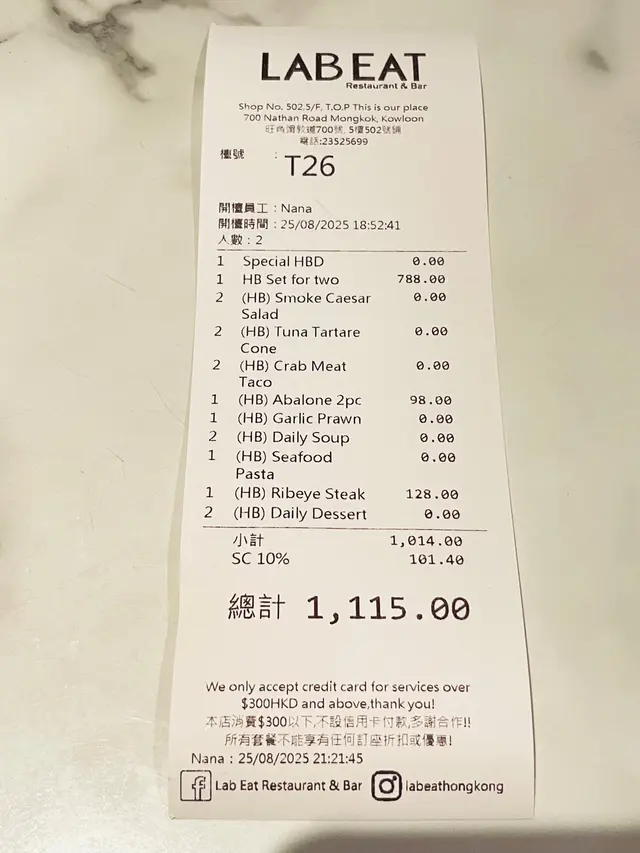 LAB EAT
Restaurant & Bar
Shop No. 502,5/F, T.O.P This is our place
700 Nathan Road Mongkok, Kowloon
旺角彌敦道700號, 5樓502號舖
電話:23525699
檯號 : T26
開檯員工 : Nana
開檯時間 : 25/08/2025 18:52:41
人數 : 2
1 Special HBD 0.00
1 HB Set for two 788.00
2 (HB) Smoke Caesar 0.00
Salad
2 (HB) Tuna Tartare 0.00
Cone
2 (HB) Crab Meat 0.00
Taco
1 (HB) Abalone 2pc 98.00
1 (HB) Garlic Prawn 0.00
2 (HB) Daily Soup 0.00
1 (HB) Seafood 0.00
Pasta
1 (HB) Ribeye Steak 128.00
2 (HB) Daily Dessert 0.00
小計 1,014.00
SC 10% 101.40
總計 1,115.00
We only accept credit card for services over
$300HKD and above,thank you!
本店消費$300以下,不設信用卡付款,多謝合作!!
所有套餐不能享有任何訂座折扣或優惠!
Nana : 25/08/2025 21:21:45
Lab Eat Restaurant & Bar labeathongkong